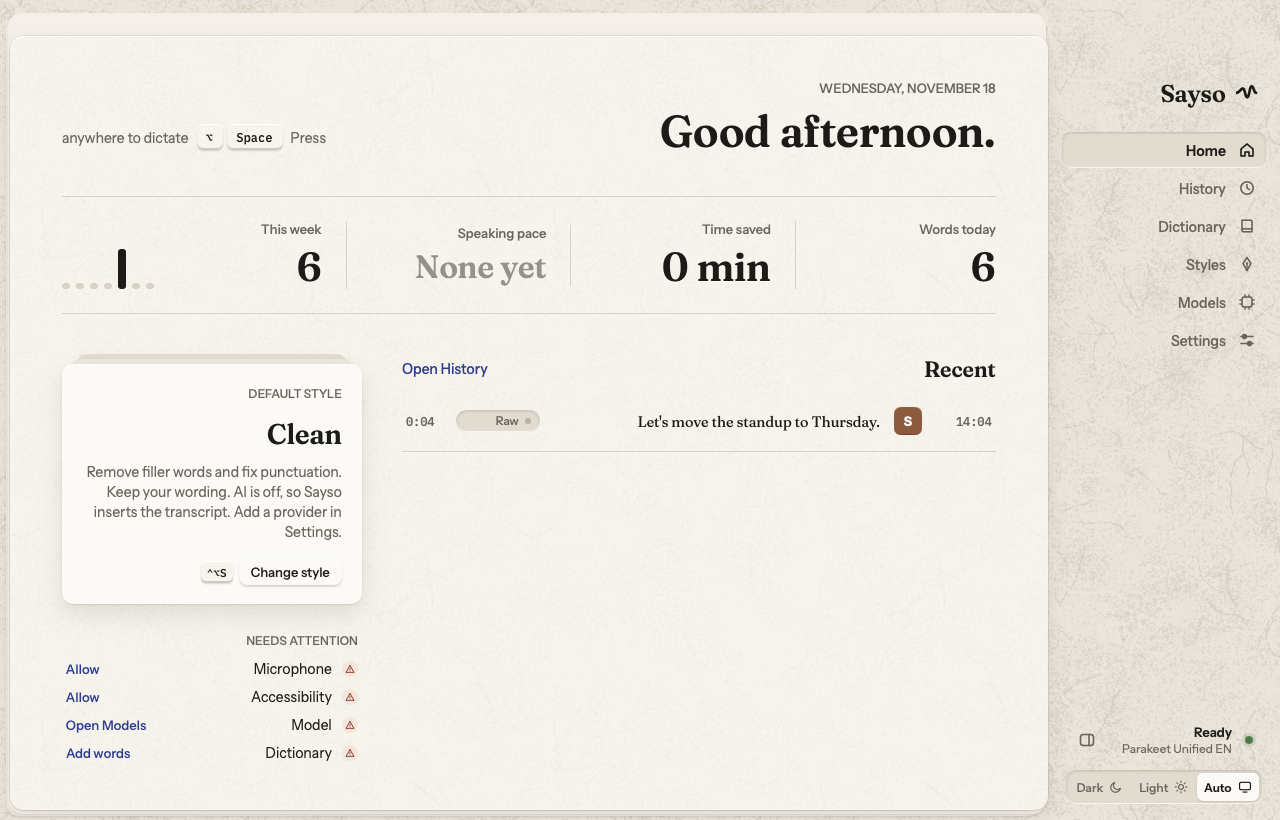 Sayso
Home
History
Dictionary
Styles
Models
Settings
Ready
Parakeet Unified EN
Auto
Light
Dark
WEDNESDAY, NOVEMBER 18
Good afternoon.
Press Space ⌥ anywhere to dictate
Words today
6
Time saved
0 min
Speaking pace
None yet
This week
6
Recent
Open History
14:04 S Let's move the standup to Thursday. Raw 0:04
DEFAULT STYLE
Clean
Remove filler words and fix punctuation.
Keep your wording. AI is off, so Sayso
inserts the transcript. Add a provider in
Settings.
Change style ⌃⌥S
NEEDS ATTENTION
Microphone Allow
Accessibility Allow
Model Open Models
Dictionary Add words